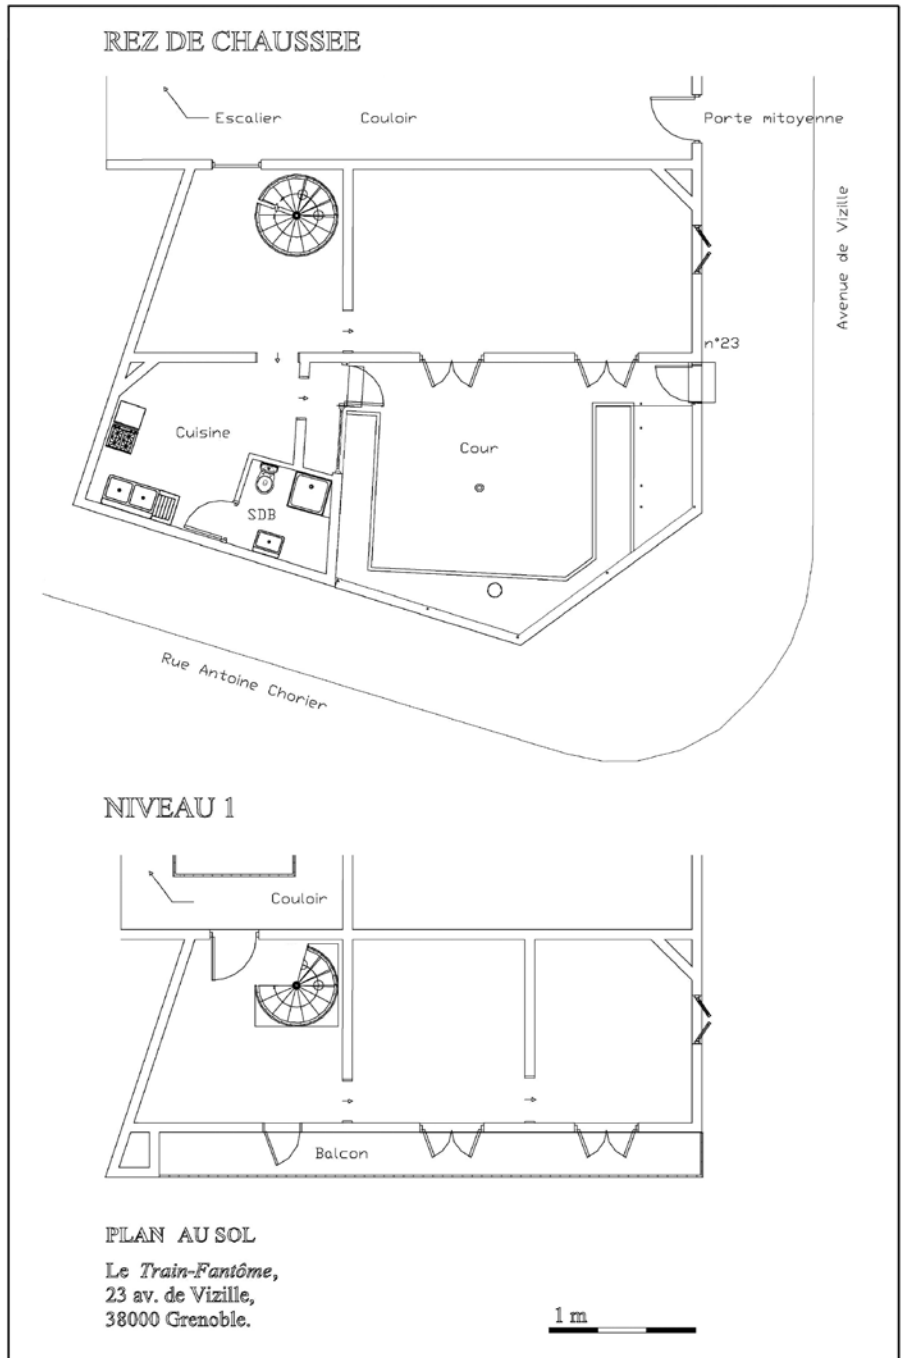 REZ DE CHAUSSEE
Escalier
Couloir
Porte mitoyenne
Avenue de Vizille
n°23
Cuisine
Cour
SDB
Rue Antoine Chorier
NIVEAU 1
Couloir
Balcon
PLAN AU SOL
Le Train-Fantôme,
23 av. de Vizille,
38000 Grenoble.
1 m